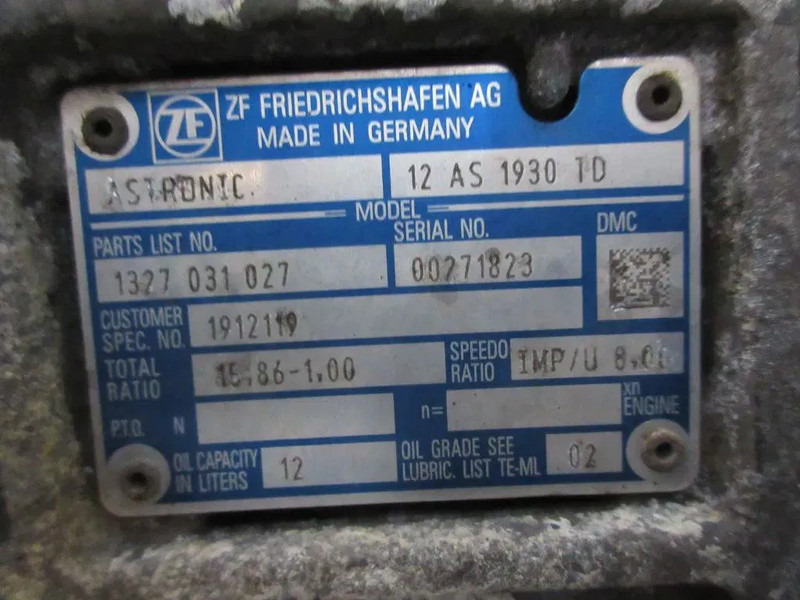 ZF ZF FRIEDRICHSHAFEN AG
MADE IN GERMANY
ASTRONIC. 12 AS 1930 TD
MODEL
PARTS LIST NO. SERIAL NO. DMC
1327 031 027 00271823
CUSTOMER SPEC. NO. 1912119
TOTAL RATIO 15.86-1.00 SPEEDO RATIO IMP/U
P.T.O. N n= xn ENGINE
OIL CAPACITY IN LITERS 12 OIL GRADE SEE LUBRIC. LIST TE-ML 02